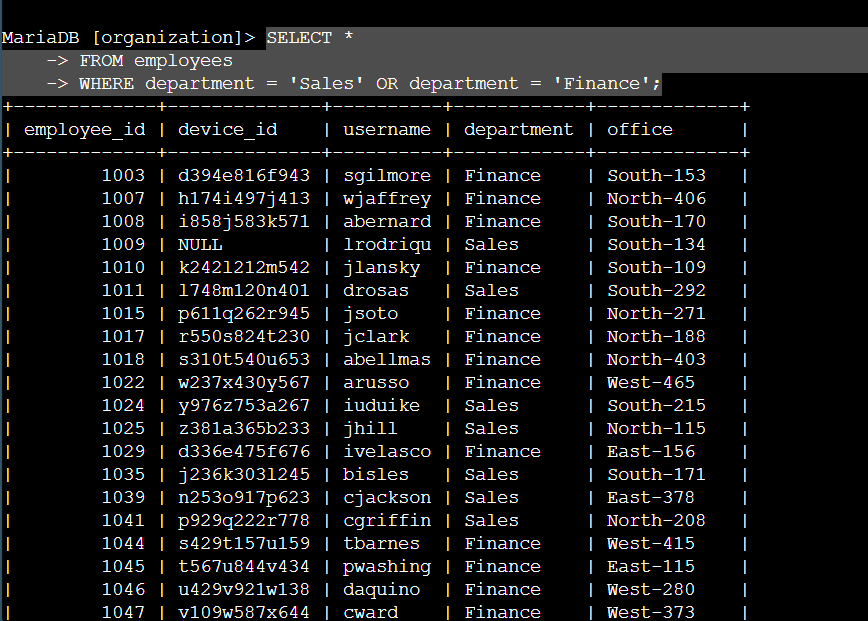 MariaDB [organization]> SELECT *
    -> FROM employees
    -> WHERE department = 'Sales' OR department = 'Finance';
+-------------+--------------+----------+------------+-------------+
| employee_id | device_id    | username | department | office      |
+-------------+--------------+----------+------------+-------------+
|        1003 | d394e816f943 | sgilmore | Finance    | South-153   |
|        1007 | h174i497j413 | wjaffrey | Finance    | North-406   |
|        1008 | i858j583k571 | abernard | Finance    | South-170   |
|        1009 | NULL         | lrodriqu | Sales      | South-134   |
|        1010 | k242l212m542 | jlansky  | Finance    | South-109   |
|        1011 | l748m120n401 | drosas   | Sales      | South-292   |
|        1015 | p611q262r945 | jsoto    | Finance    | North-271   |
|        1017 | r550s824t230 | jclark   | Finance    | North-188   |
|        1018 | s310t540u653 | abellmas | Finance    | North-403   |
|        1022 | w237x430y567 | arusso   | Finance    | West-465    |
|        1024 | y976z753a267 | iuduike  | Sales      | South-215   |
|        1025 | z381a365b233 | jhill    | Sales      | North-115   |
|        1029 | d336e475f676 | ivelasco | Finance    | East-156    |
|        1035 | j236k303l245 | bisles   | Sales      | South-171   |
|        1039 | n253o917p623 | cjackson | Sales      | East-378    |
|        1041 | p929q222r778 | cgriffin | Sales      | North-208   |
|        1044 | s429t157u159 | tbarnes  | Finance    | West-415    |
|        1045 | t567u844v434 | pwashing | Finance    | East-115    |
|        1046 | u429v921w138 | daquino  | Finance    | West-280    |
|        1047 | v109w587x644 | cward    | Finance    | West-373    |